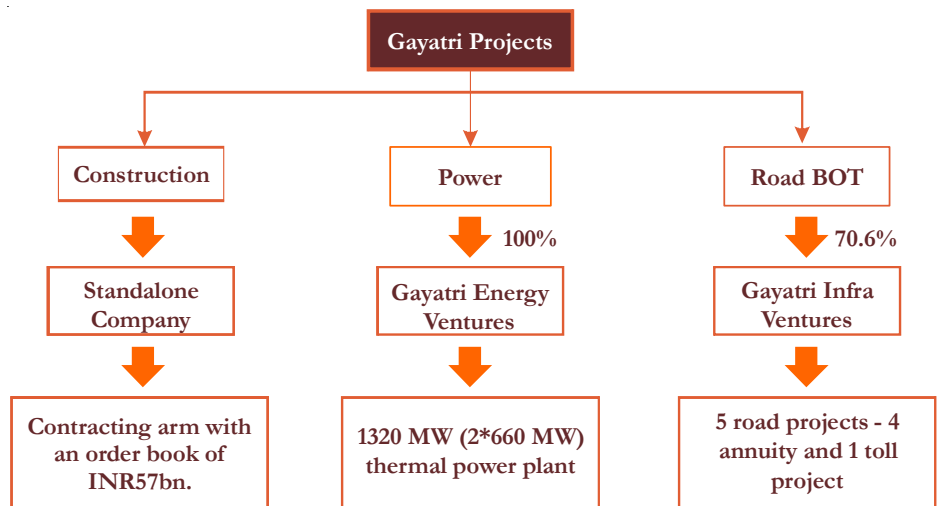 Gayatri Projects
Construction
Power
Road BOT
100%
70.6%
Standalone
Company
Gayatri Energy
Ventures
Gayatri Infra
Ventures
Contracting arm with
an order book of
INR57bn.
1320 MW (2*660 MW)
thermal power plant
5 road projects - 4
annuity and 1 toll
project